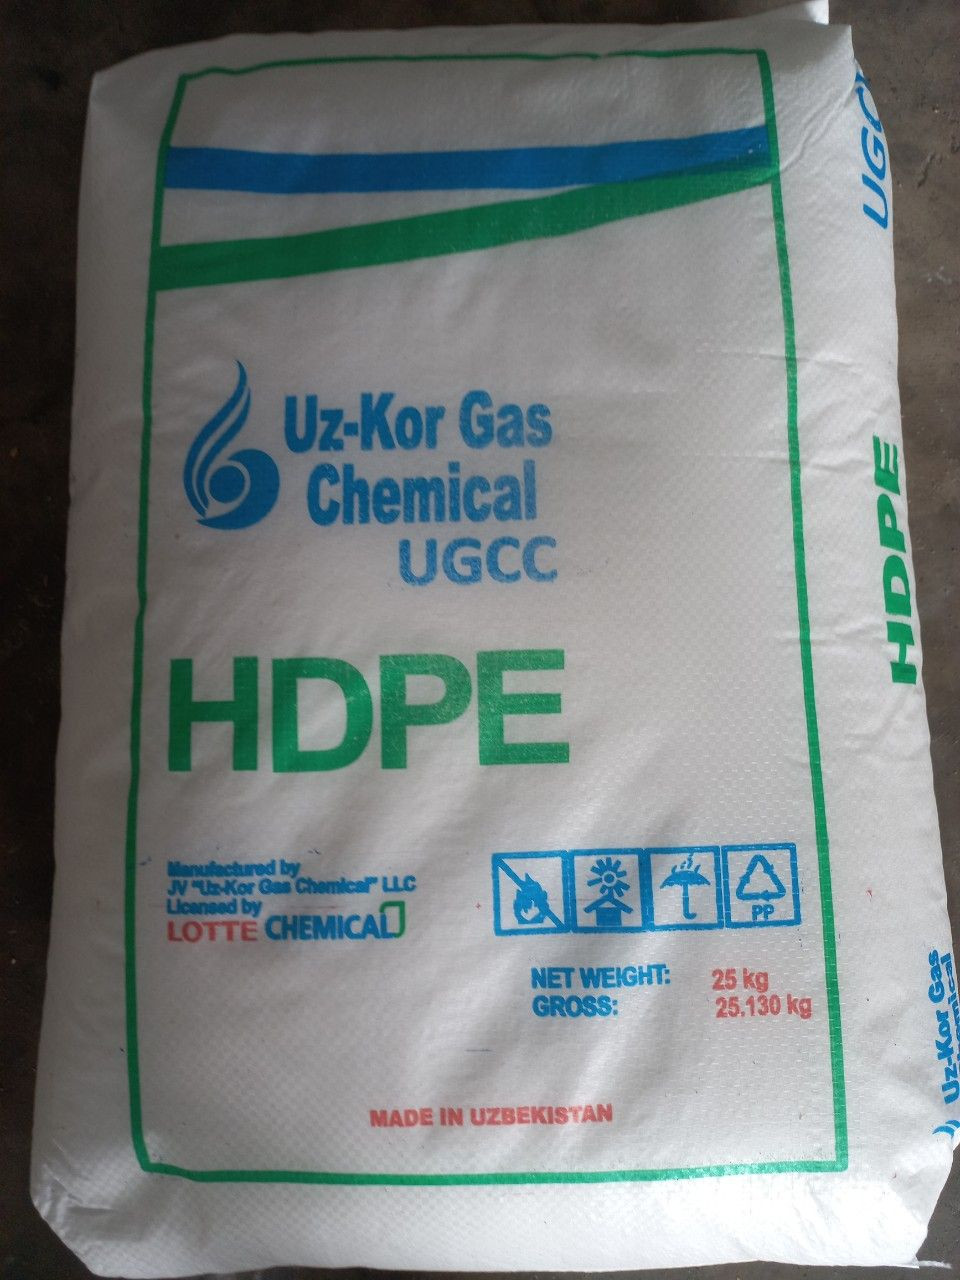 Uz-Kor Gas
Chemical
UGCC
HDPE
Manufactured by
JV "Uz-Kor Gas Chemical" LLC
Licensed by
LOTTE CHEMICAL
PP
NET WEIGHT: 25 kg
GROSS: 25.130 kg
MADE IN UZBEKISTAN
HDPE
Uz-Kor Gas